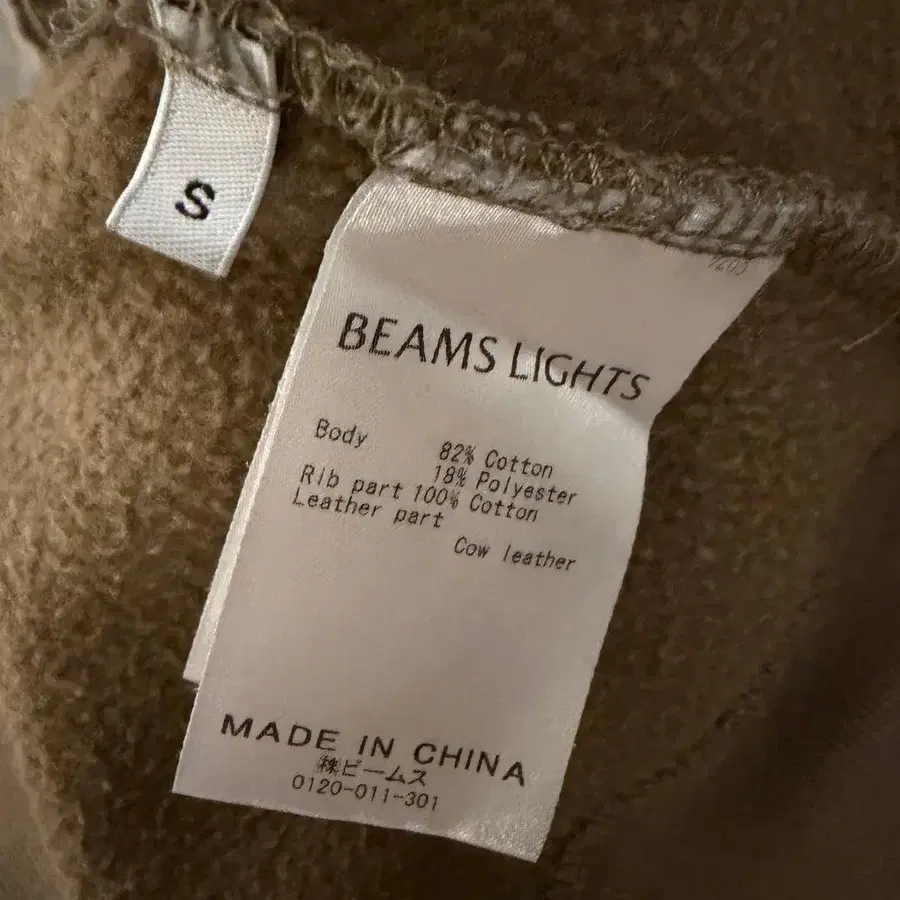 S
BEAMS LIGHTS
Body 82% Cotton
18% Polyester
Rib part 100% Cotton
Leather part
Cow leather
MADE IN CHINA
㈱ビームス
0120-011-301